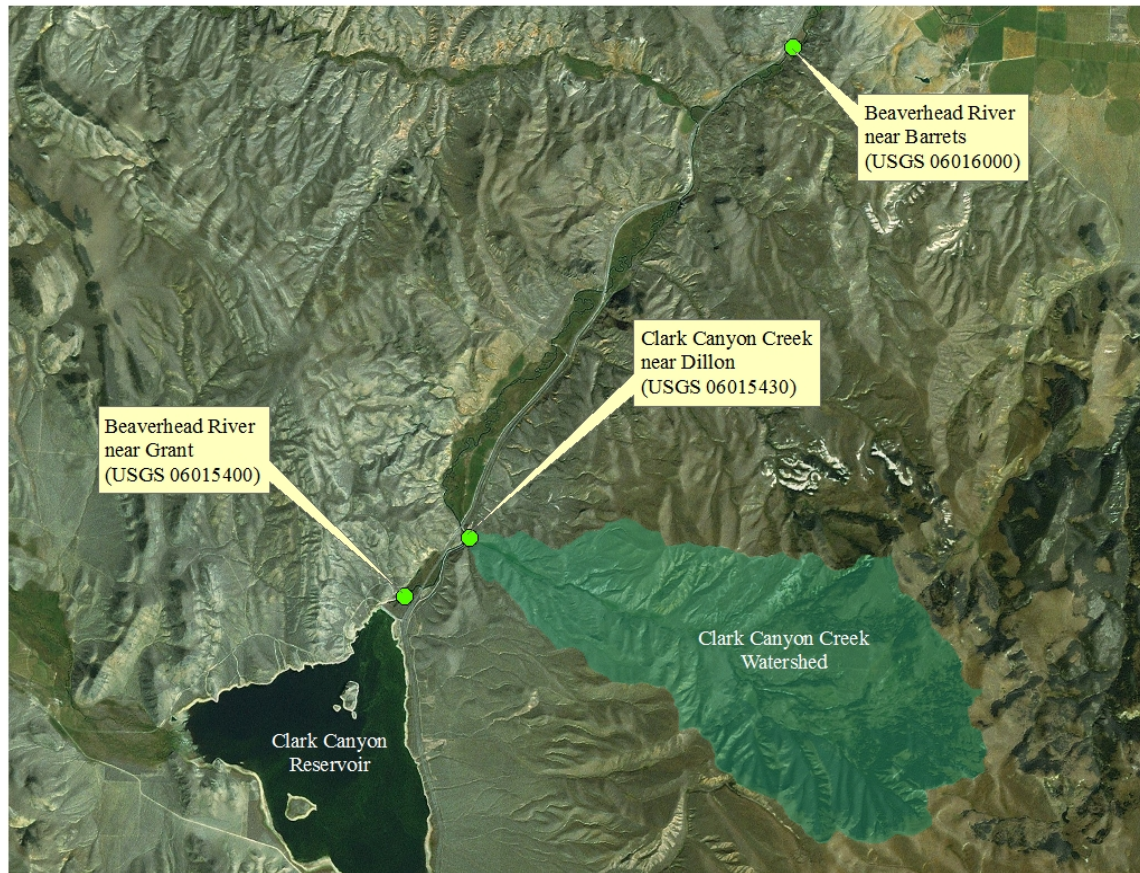 Beaverhead River
near Barrets
(USGS 06016000)
Clark Canyon Creek
near Dillon
(USGS 06015430)
Beaverhead River
near Grant
(USGS 06015400)
Clark Canyon Creek
Watershed
Clark Canyon
Reservoir